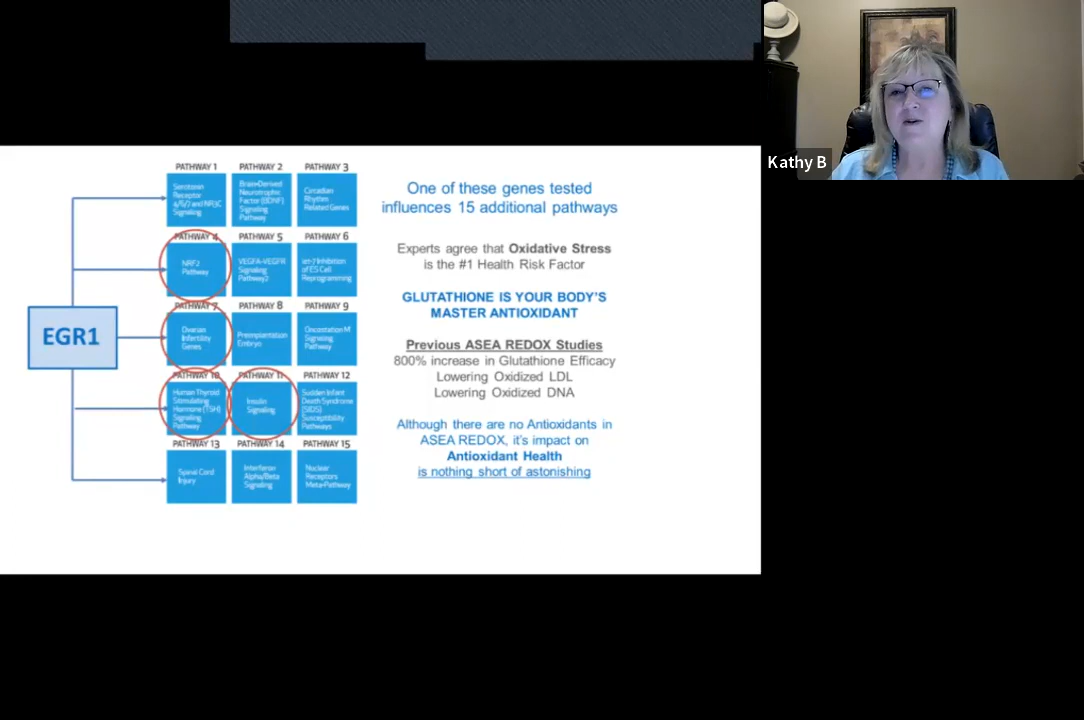 Kathy B
PATHWAY 1
PATHWAY 2
PATHWAY 3
Serotonin
Receptor
4/6/7 and NR3C
Signaling
Brain-Derived
Neurotrophic
Factor (BDNF)
Signaling
Pathway
Circadian
Rhythm
Related Genes
PATHWAY 4
PATHWAY 5
PATHWAY 6
NRF2
Pathway
VEGFA-VEGFR
Signaling
Pathway2
Inhibition
of ES Cell
Reprogramming
EGR1
PATHWAY 7
PATHWAY 8
PATHWAY 9
Ovarian
Infertility
Genes
Preimplantation
Embryo
Oncostatin M
Signaling
Pathway
PATHWAY 10
PATHWAY 11
PATHWAY 12
Human Thyroid
Stimulating
Hormone (TSH)
Signaling
Pathway
Insulin
Signaling
Sudden Infant
Death Syndrome
(SIDS)
Susceptibility
Pathways
PATHWAY 13
PATHWAY 14
PATHWAY 15
Spinal Cord
Injury
Interferon
Alpha/Beta
Signaling
Nuclear
Receptors
Meta-Pathway
One of these genes tested
influences 15 additional pathways
Experts agree that Oxidative Stress
is the #1 Health Risk Factor
GLUTATHIONE IS YOUR BODY'S
MASTER ANTIOXIDANT
Previous ASEA REDOX Studies
800% increase in Glutathione Efficacy
Lowering Oxidized LDL
Lowering Oxidized DNA
Although there are no Antioxidants in
ASEA REDOX, it's impact on
Antioxidant Health
is nothing short of astonishing